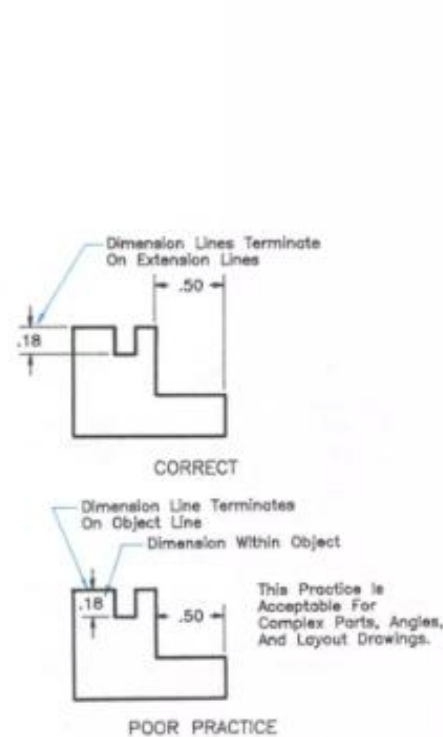 Dimension Lines Terminate
On Extension Lines
.50
.18
CORRECT
Dimension Line Terminates
On Object Line
Dimension Within Object
.18
.50
This Practice Is
Acceptable For
Complex Parts, Angles,
And Layout Drawings.
POOR PRACTICE